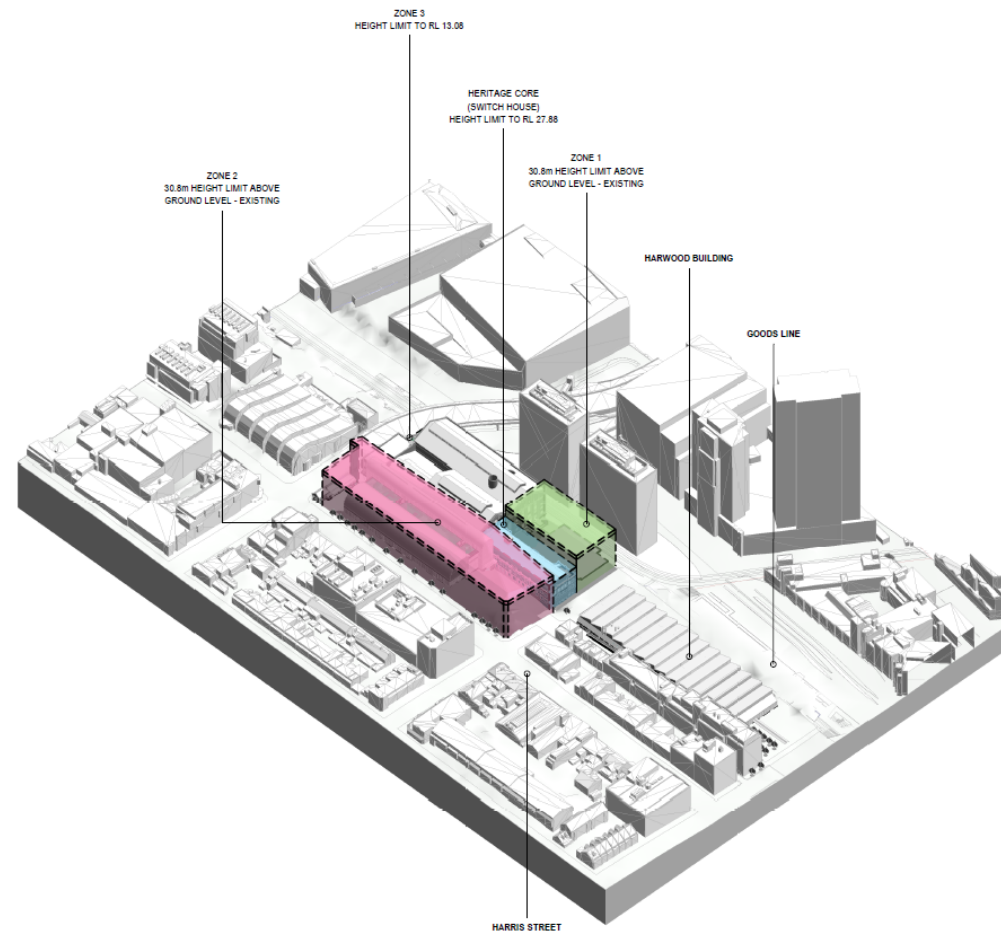 ZONE 3
HEIGHT LIMIT TO RL 13.08
HERITAGE CORE
(SWITCH HOUSE)
HEIGHT LIMIT TO RL 27.88
ZONE 1
30.8m HEIGHT LIMIT ABOVE
GROUND LEVEL - EXISTING
ZONE 2
30.8m HEIGHT LIMIT ABOVE
GROUND LEVEL - EXISTING
HARWOOD BUILDING
GOODS LINE
HARRIS STREET